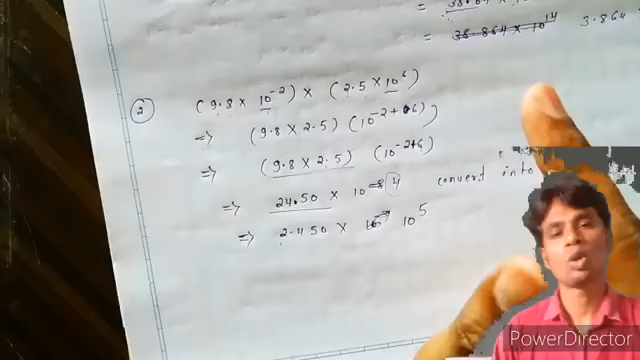 = 38.864 × 10^14 3.864
②
(9.8 × 10^-2) × (2.5 × 10^6)
=> (9.8 × 2.5) (10^-2+6)
=> (9.8 × 2.5) (10^-2+6)
=> 24.50 × 10 4 convert into
=> 2.450 × 10^5
PowerDirector